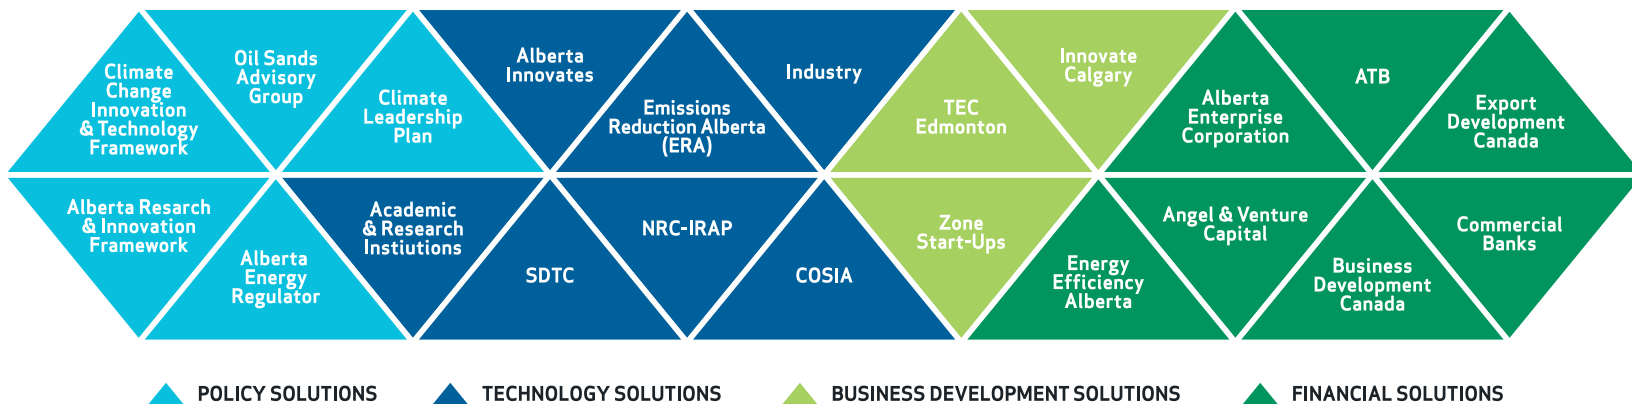 Climate
Change
Innovation
& Technology
Framework
Oil Sands
Advisory
Group
Climate
Leadership
Plan
Alberta
Innovates
Emissions
Reduction Alberta
(ERA)
Industry
TEC
Edmonton
Innovate
Calgary
Alberta
Enterprise
Corporation
ATB
Export
Development
Canada
Alberta Resarch
& Innovation
Framework
Alberta
Energy
Regulator
Academic
& Research
Instiutions
SDTC
NRC-IRAP
COSIA
Zone
Start-Ups
Energy
Efficiency
Alberta
Angel & Venture
Capital
Business
Development
Canada
Commercial
Banks
POLICY SOLUTIONS
TECHNOLOGY SOLUTIONS
BUSINESS DEVELOPMENT SOLUTIONS
FINANCIAL SOLUTIONS